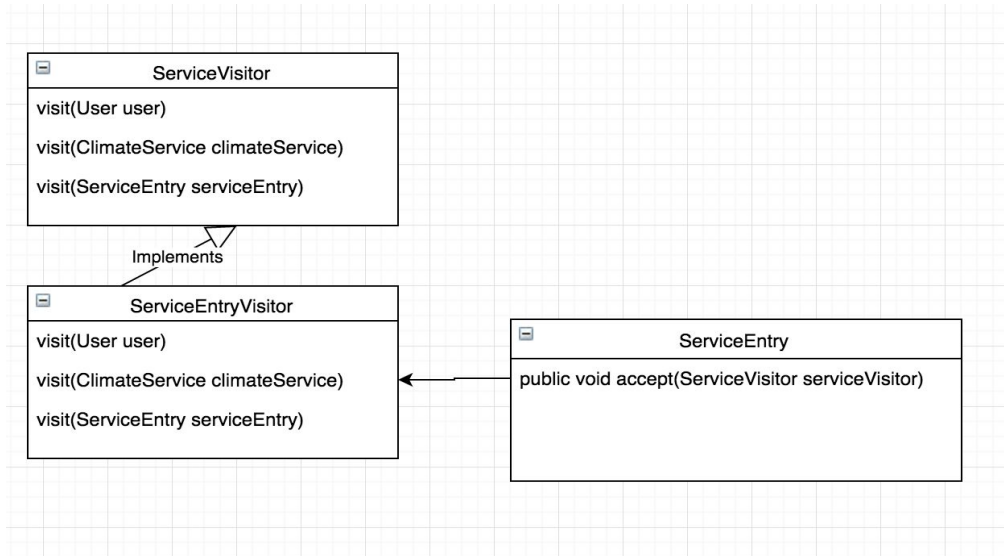 ServiceVisitor
visit(User user)
visit(ClimateService climateService)
visit(ServiceEntry serviceEntry)
Implements
ServiceEntryVisitor
visit(User user)
visit(ClimateService climateService)
visit(ServiceEntry serviceEntry)
ServiceEntry
public void accept(ServiceVisitor serviceVisitor)